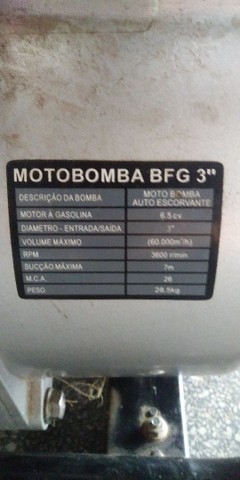 MOTOBOMBA BFG 3"
DESCRIÇÃO DA BOMBA MOTO BOMBA AUTO ESCORVANTE
MOTOR À GASOLINA 6.5 cv
DIAMETRO - ENTRADA/SAÍDA 3"
VOLUME MÁXIMO (60.000m³/h)
RPM 3600 r/min
SUCÇÃO MÁXIMA 7m
M.C.A. 26
PESO 26.5kg